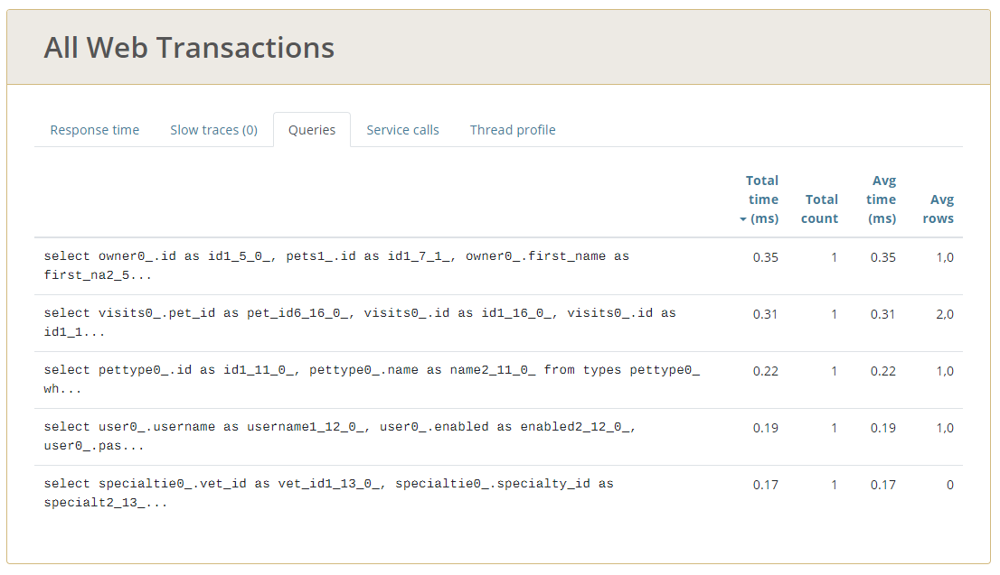 All Web Transactions
Response time Slow traces (0) Queries Service calls Thread profile
Total time (ms) Total count Avg time (ms) Avg rows
select owner0_.id as id1_5_0_, pets1_.id as id1_7_1_, owner0_.first_name as 0.35 1 0.35 1,0
first_na2_5...
select visits0_.pet_id as pet_id6_16_0_, visits0_.id as id1_16_0_, visits0_.id as 0.31 1 0.31 2,0
id1_1...
select pettype0_.id as id1_11_0_, pettype0_.name as name2_11_0_ from types pettype0_ 0.22 1 0.22 1,0
wh...
select user0_.username as username1_12_0_, user0_.enabled as enabled2_12_0_, 0.19 1 0.19 1,0
user0_.pas...
select specialtie0_.vet_id as vet_id1_13_0_, specialtie0_.specialty_id as 0.17 1 0.17 0
specialt2_13_...